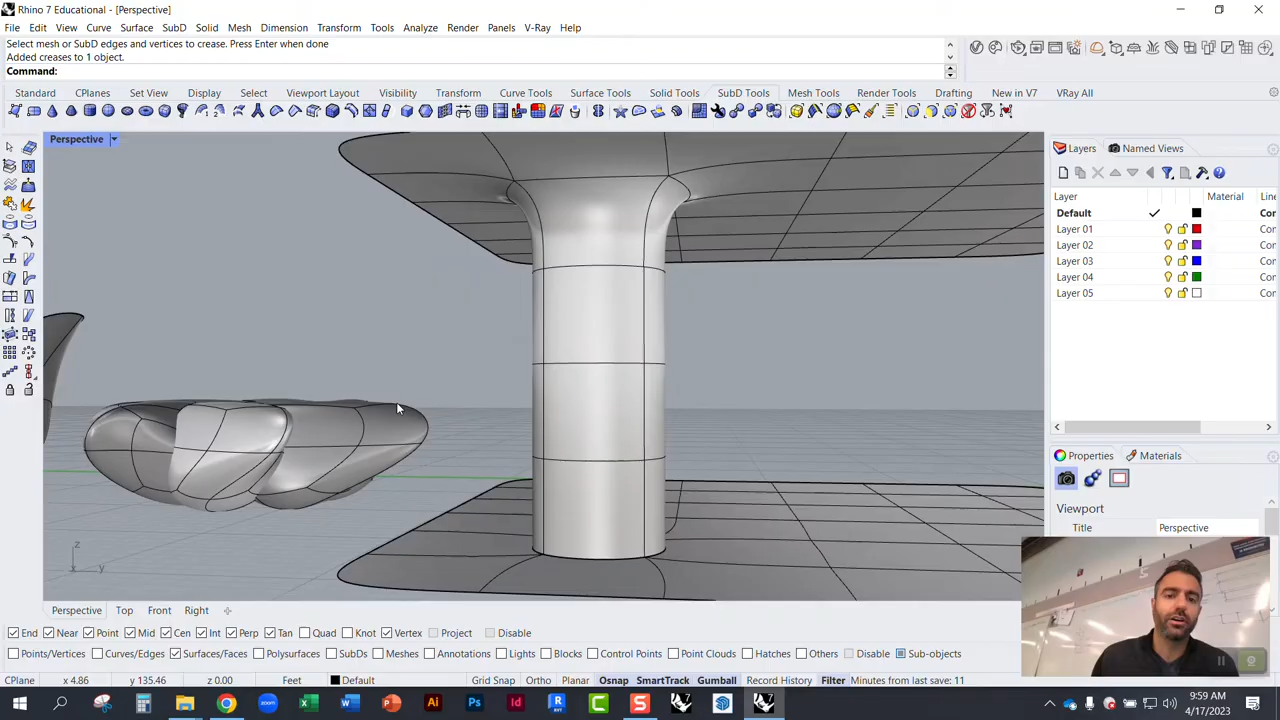 Rhino 7 Educational - [Perspective]
File Edit View Curve Surface SubD Solid Mesh Dimension Transform Tools Analyze Render Panels V-Ray Help
Select mesh or SubD edges and vertices to crease. Press Enter when done
Added creases to 1 object.
Command:
Standard CPlanes Set View Display Select Viewport Layout Visibility Transform Curve Tools Surface Tools Solid Tools SubD Tools Mesh Tools Render Tools Drafting New in V7 VRay All
Perspective
Layers Named Views
Layer Material Line
Default Con
Layer 01 Con
Layer 02 Con
Layer 03 Con
Layer 04 Con
Layer 05 Con
Properties Materials
Viewport
Title Perspective
z
x y
Perspective Top Front Right
End Near Point Mid Cen Int Perp Tan Quad Knot Vertex Project Disable
Points/Vertices Curves/Edges Surfaces/Faces Polysurfaces SubDs Meshes Annotations Lights Blocks Control Points Point Clouds Hatches Others Disable Sub-objects
CPlane x 4.86 y 135.46 z 0.00 Feet Default Grid Snap Ortho Planar Osnap SmartTrack Gumball Record History Filter Minutes from last save: 11
9:59 AM
4/17/2023